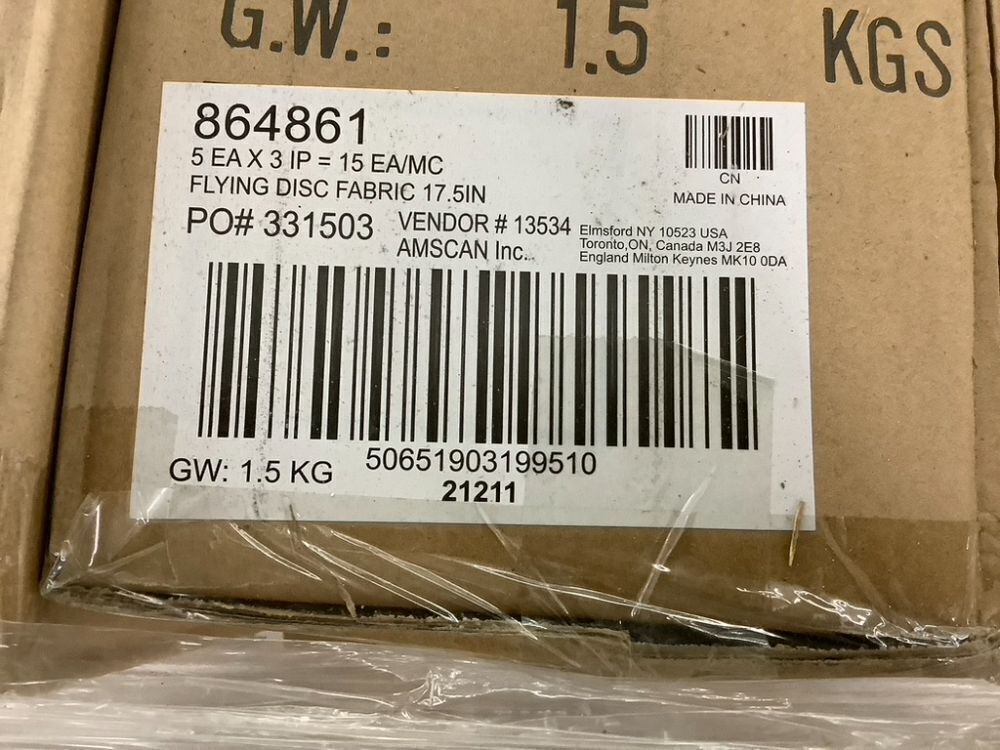 G.W.: 1.5 KGS
864861
5 EA X 3 IP = 15 EA/MC
FLYING DISC FABRIC 17.5IN
CN
MADE IN CHINA
PO# 331503
VENDOR # 13534
AMSCAN Inc..
Elmsford NY 10523 USA
Toronto,ON, Canada M3J 2E8
England Milton Keynes MK10 0DA
GW: 1.5 KG
50651903199510
21211